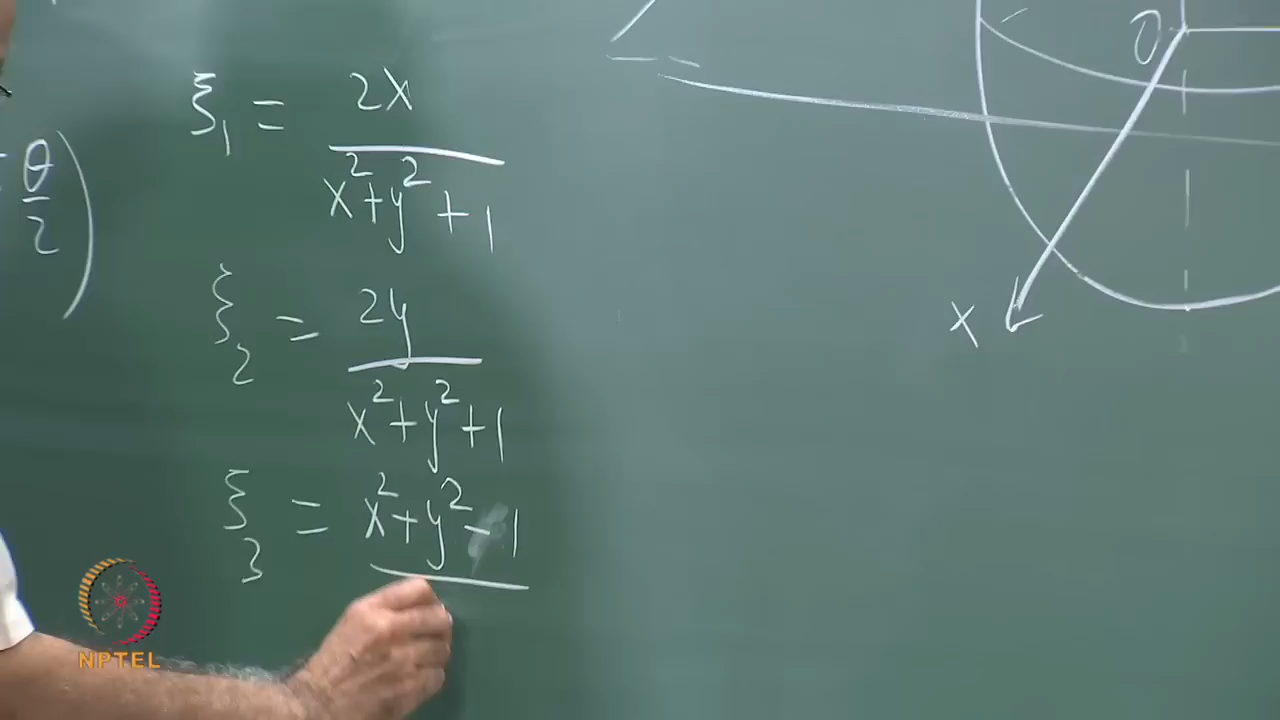 ξ₁ = 2x / (x² + y² + 1)
θ/2 )
ξ₂ = 2y / (x² + y² + 1)
ξ₃ = x² + y² - 1
O
x
NPTEL